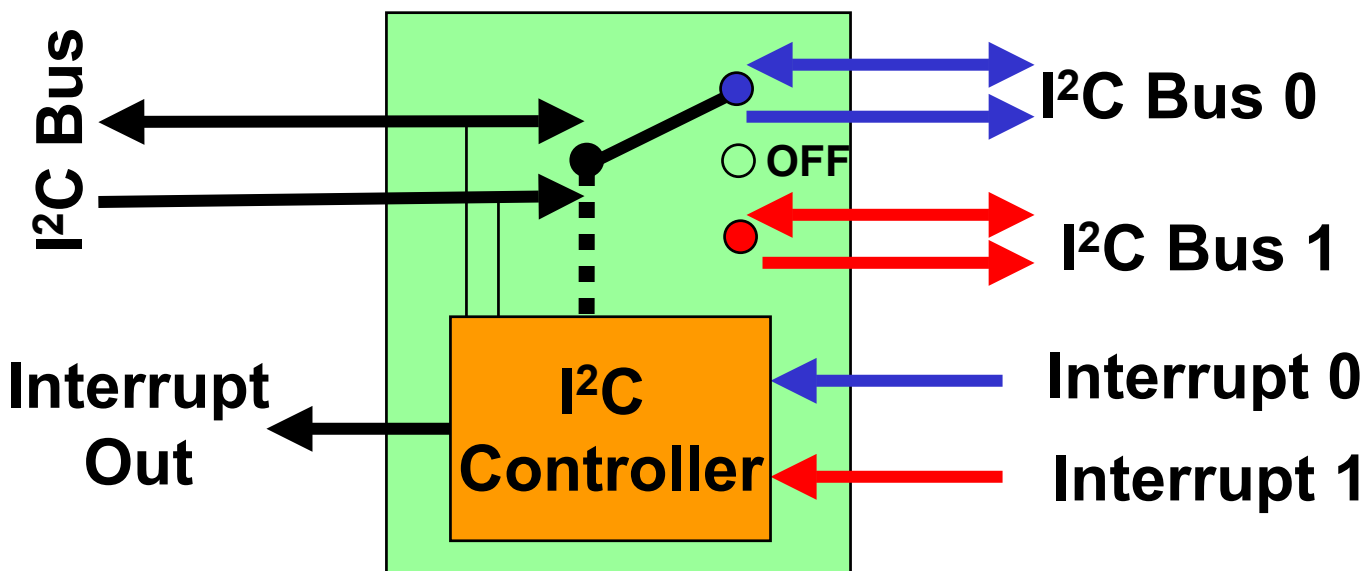 I²C Bus
I²C Bus 0
OFF
I²C Bus 1
Interrupt
Out
I²C
Controller
Interrupt 0
Interrupt 1